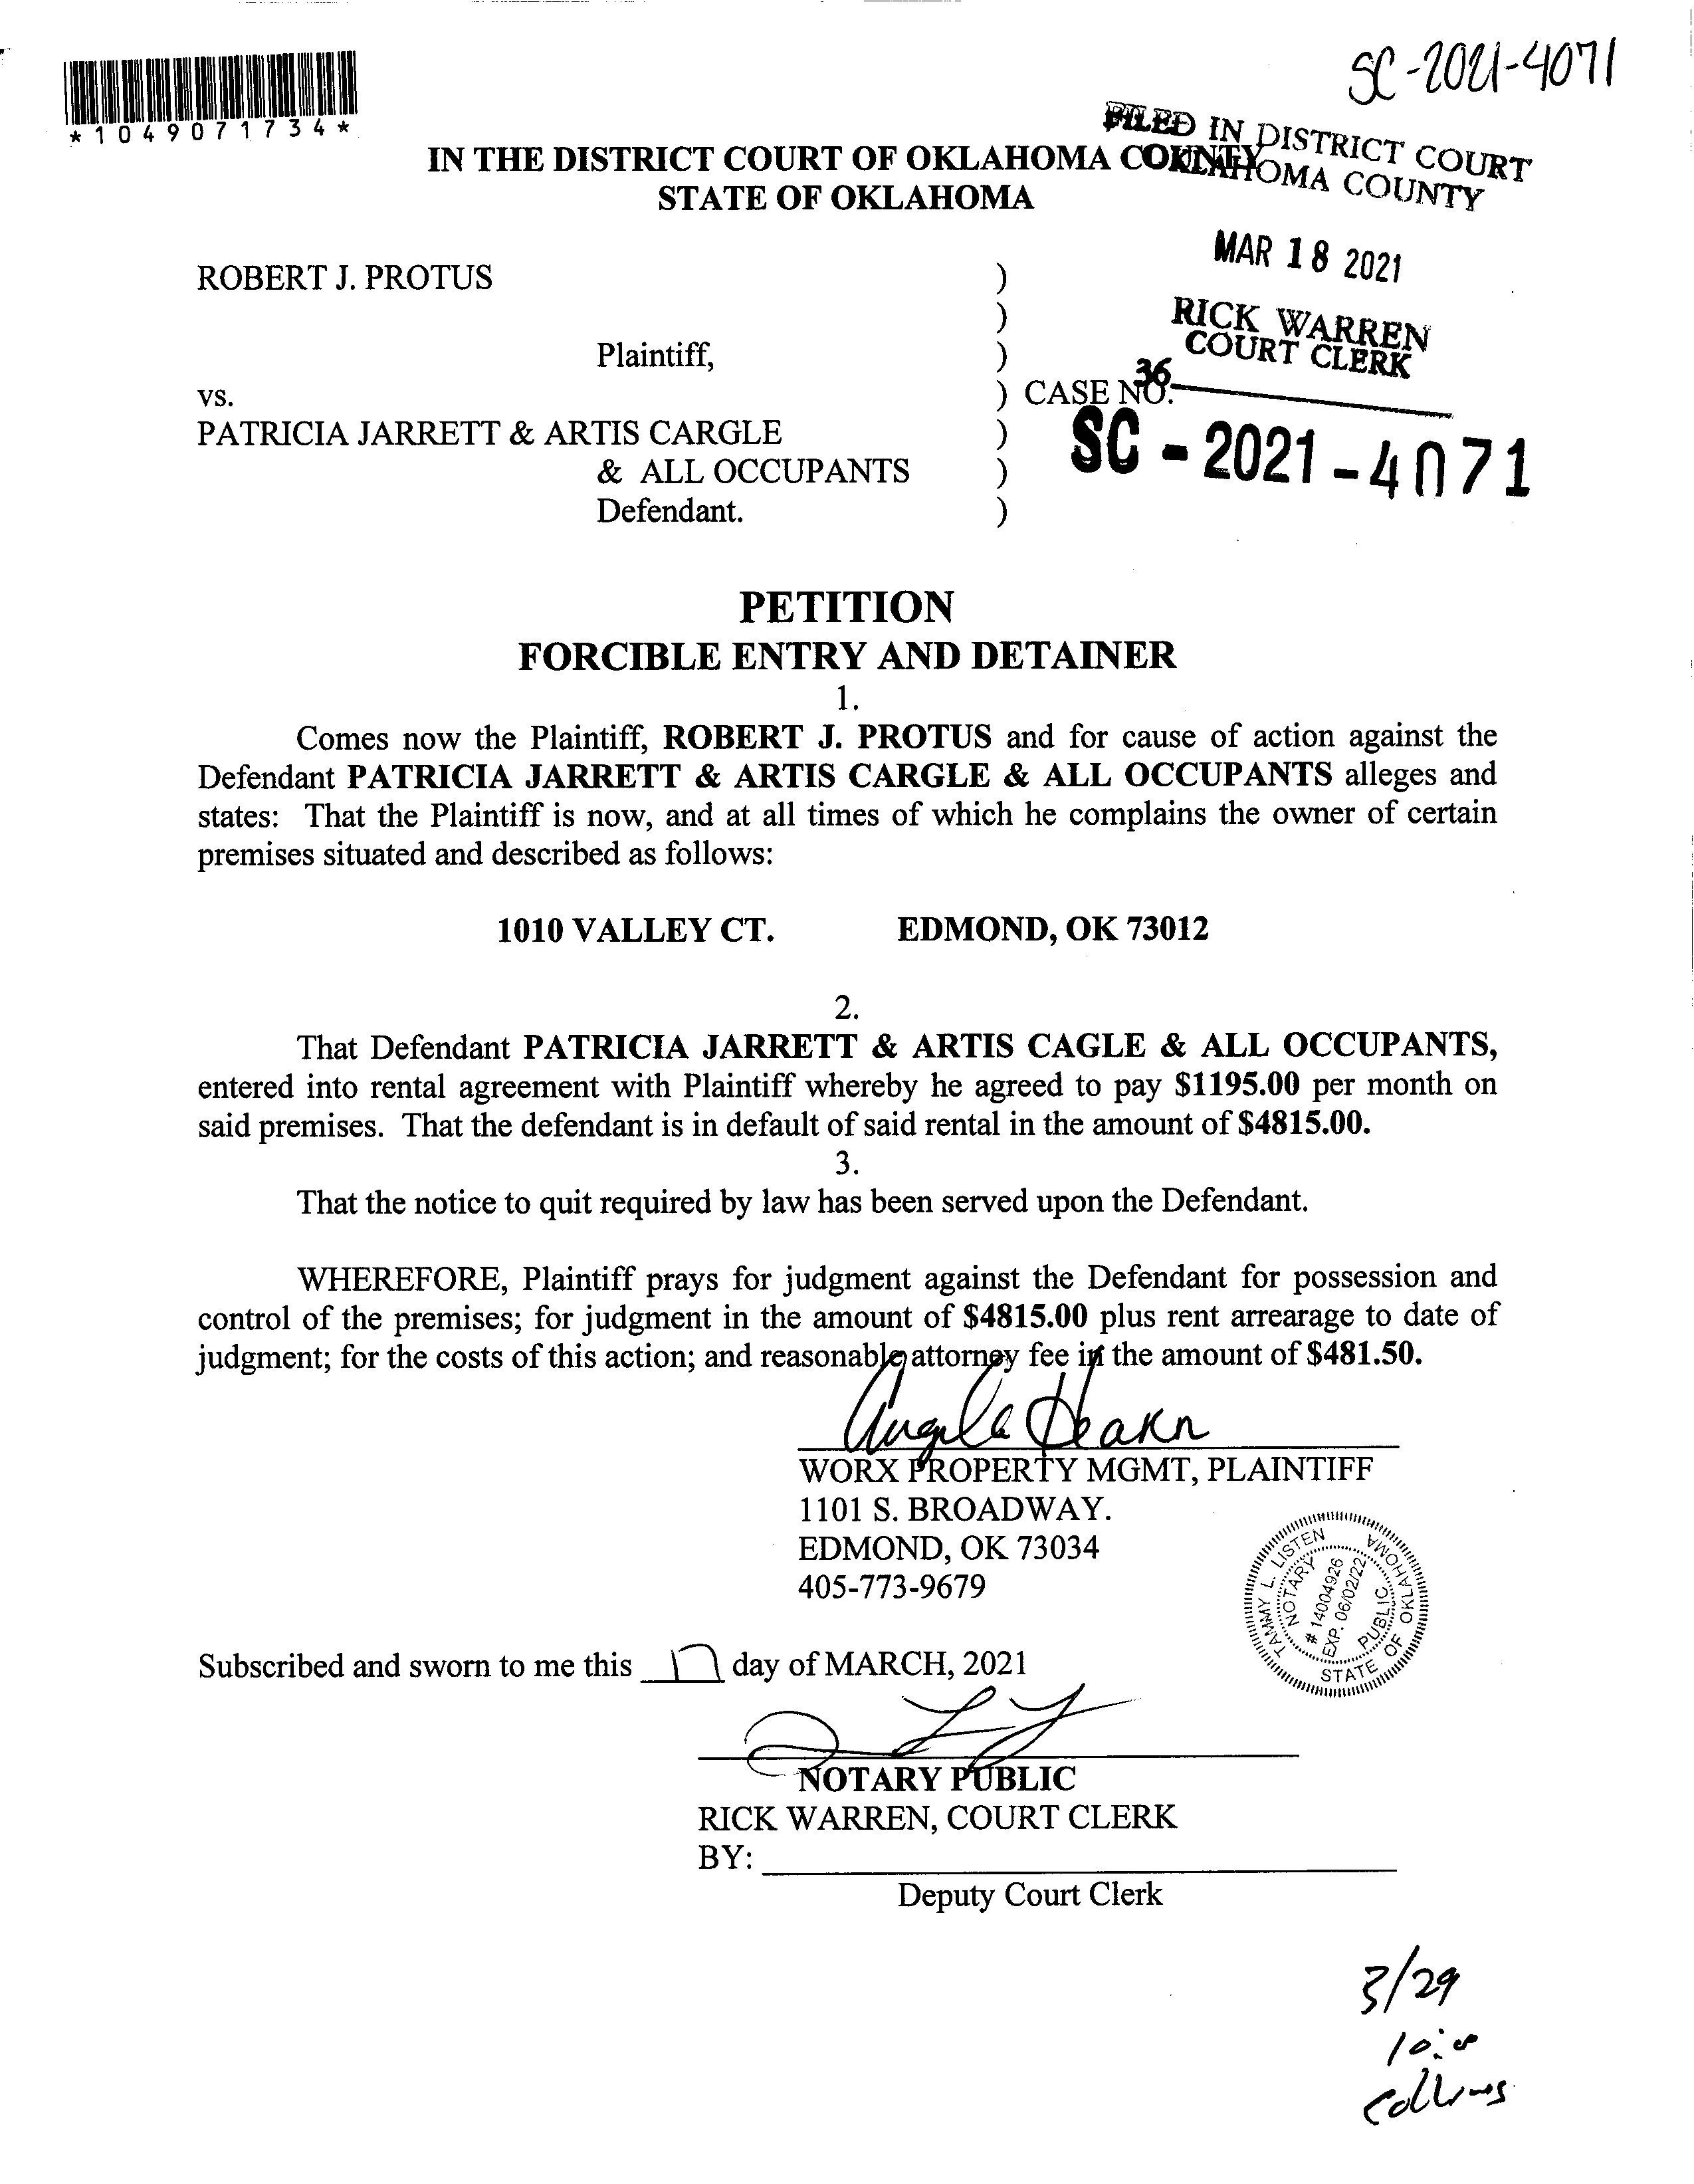 SC-2021-4071
*1049071734*
FILED IN DISTRICT COURT
OKLAHOMA COUNTY
IN THE DISTRICT COURT OF OKLAHOMA COUNTY
STATE OF OKLAHOMA
MAR 18 2021
RICK WARREN
COURT CLERK
36
ROBERT J. PROTUS )
)
Plaintiff, )
vs. ) CASE NO.
SC - 2021 - 4071
PATRICIA JARRETT & ARTIS CARGLE )
& ALL OCCUPANTS )
Defendant. )
PETITION
FORCIBLE ENTRY AND DETAINER
1.
Comes now the Plaintiff, ROBERT J. PROTUS and for cause of action against the
Defendant PATRICIA JARRETT & ARTIS CARGLE & ALL OCCUPANTS alleges and
states: That the Plaintiff is now, and at all times of which he complains the owner of certain
premises situated and described as follows:
1010 VALLEY CT. EDMOND, OK 73012
2.
That Defendant PATRICIA JARRETT & ARTIS CAGLE & ALL OCCUPANTS,
entered into rental agreement with Plaintiff whereby he agreed to pay $1195.00 per month on
said premises. That the defendant is in default of said rental in the amount of $4815.00.
3.
That the notice to quit required by law has been served upon the Defendant.
WHEREFORE, Plaintiff prays for judgment against the Defendant for possession and
control of the premises; for judgment in the amount of $4815.00 plus rent arrearage to date of
judgment; for the costs of this action; and reasonable attorney fee in the amount of $481.50.
Angela Hearn
WORX PROPERTY MGMT, PLAINTIFF
1101 S. BROADWAY.
EDMOND, OK 73034
405-773-9679
TAMMY L. LISTEN
NOTARY PUBLIC
# 14004926
EXP. 06/02/22
STATE OF OKLAHOMA
Subscribed and sworn to me this 17 day of MARCH, 2021
NOTARY PUBLIC
RICK WARREN, COURT CLERK
BY:
Deputy Court Clerk
3/29
Collins